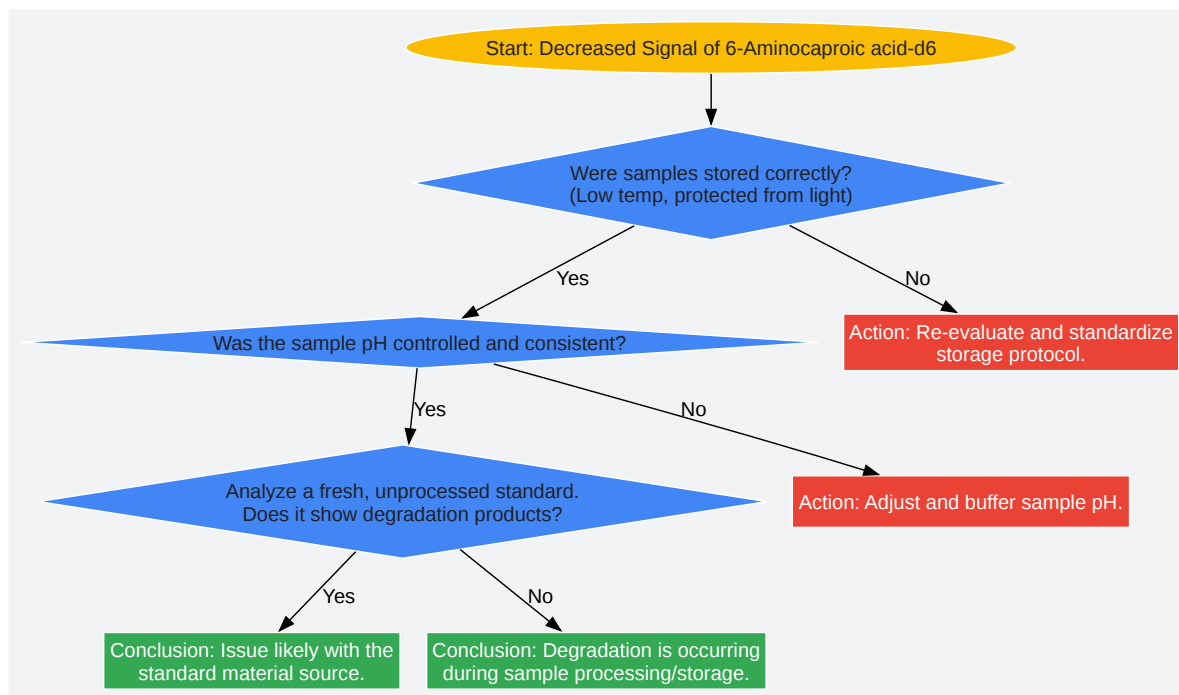 Start: Decreased Signal of 6-Aminocaproic acid-d6
Were samples stored correctly?
(Low temp, protected from light)
Yes
No
Was the sample pH controlled and consistent?
Action: Re-evaluate and standardize
storage protocol.
Yes
No
Analyze a fresh, unprocessed standard.
Does it show degradation products?
Action: Adjust and buffer sample pH.
Yes
No
Conclusion: Issue likely with the
standard material source.
Conclusion: Degradation is occurring
during sample processing/storage.